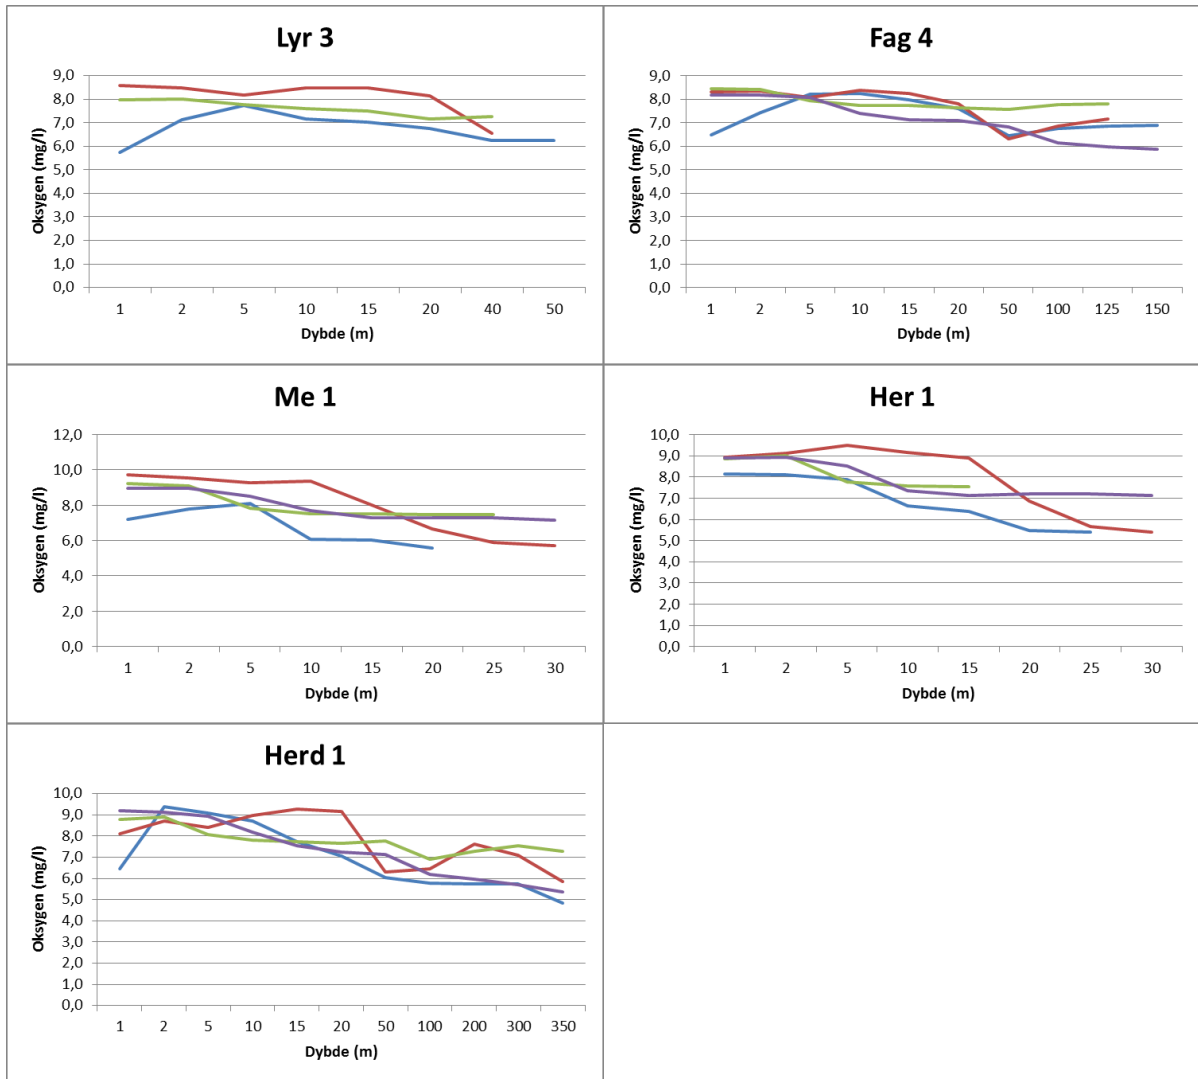 Lyr 3
9,0
8,0
7,0
6,0
5,0
4,0
3,0
2,0
1,0
0,0
Oksygen (mg/l)
1 2 5 10 15 20 40 50
Dybde (m)
Fag 4
9,0
8,0
7,0
6,0
5,0
4,0
3,0
2,0
1,0
0,0
Oksygen (mg/l)
1 2 5 10 15 20 50 100 125 150
Dybde (m)
Me 1
12,0
10,0
8,0
6,0
4,0
2,0
0,0
Oksygen (mg/l)
1 2 5 10 15 20 25 30
Dybde (m)
Her 1
10,0
9,0
8,0
7,0
6,0
5,0
4,0
3,0
2,0
1,0
0,0
Oksygen (mg/l)
1 2 5 10 15 20 25 30
Dybde (m)
Herd 1
10,0
9,0
8,0
7,0
6,0
5,0
4,0
3,0
2,0
1,0
0,0
Oksygen (mg/l)
1 2 5 10 15 20 50 100 200 300 350
Dybde (m)